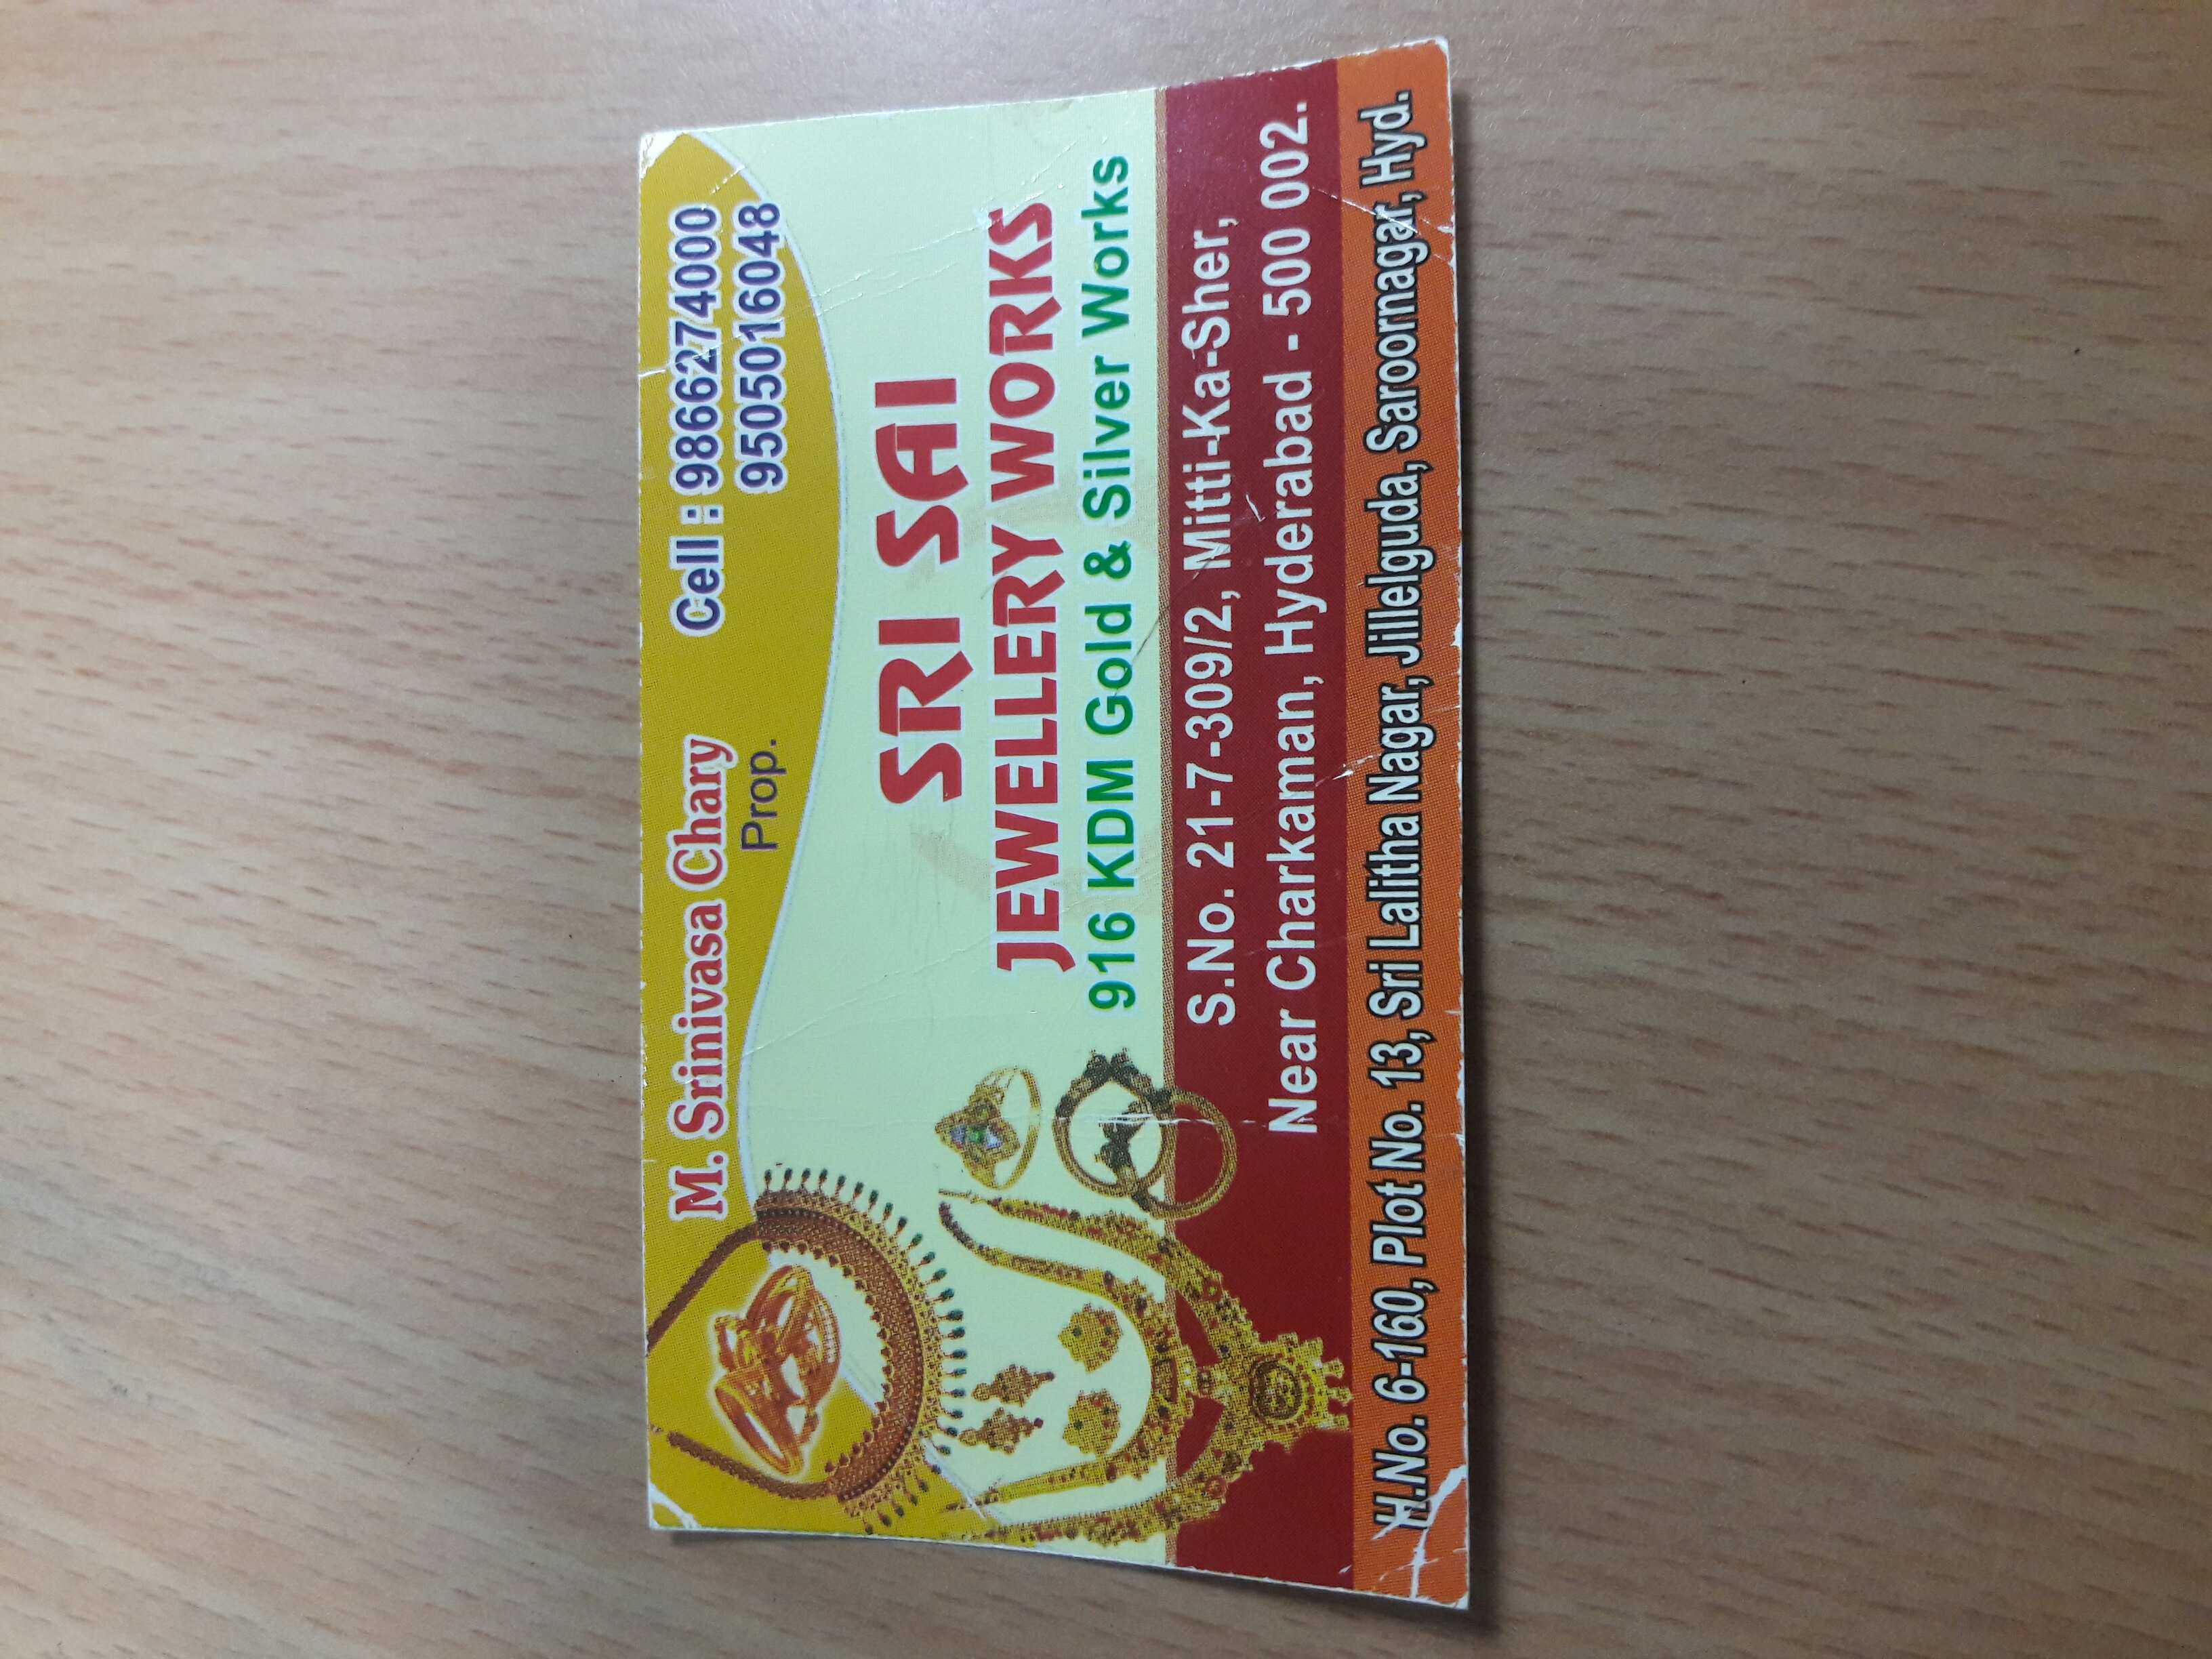 M. Srinivasa Chary
Prop.
Cell : 9866274000
9505016048
SRI SAI
JEWELLERY WORKS
916 KDM Gold & Silver Works
S.No. 21-7-309/2, Mitti-Ka-Sher,
Near Charkaman, Hyderabad - 500 002.
H.No. 6-160, Plot No. 13, Sri Lalitha Nagar, Jillelguda, Saroornagar, Hyd.